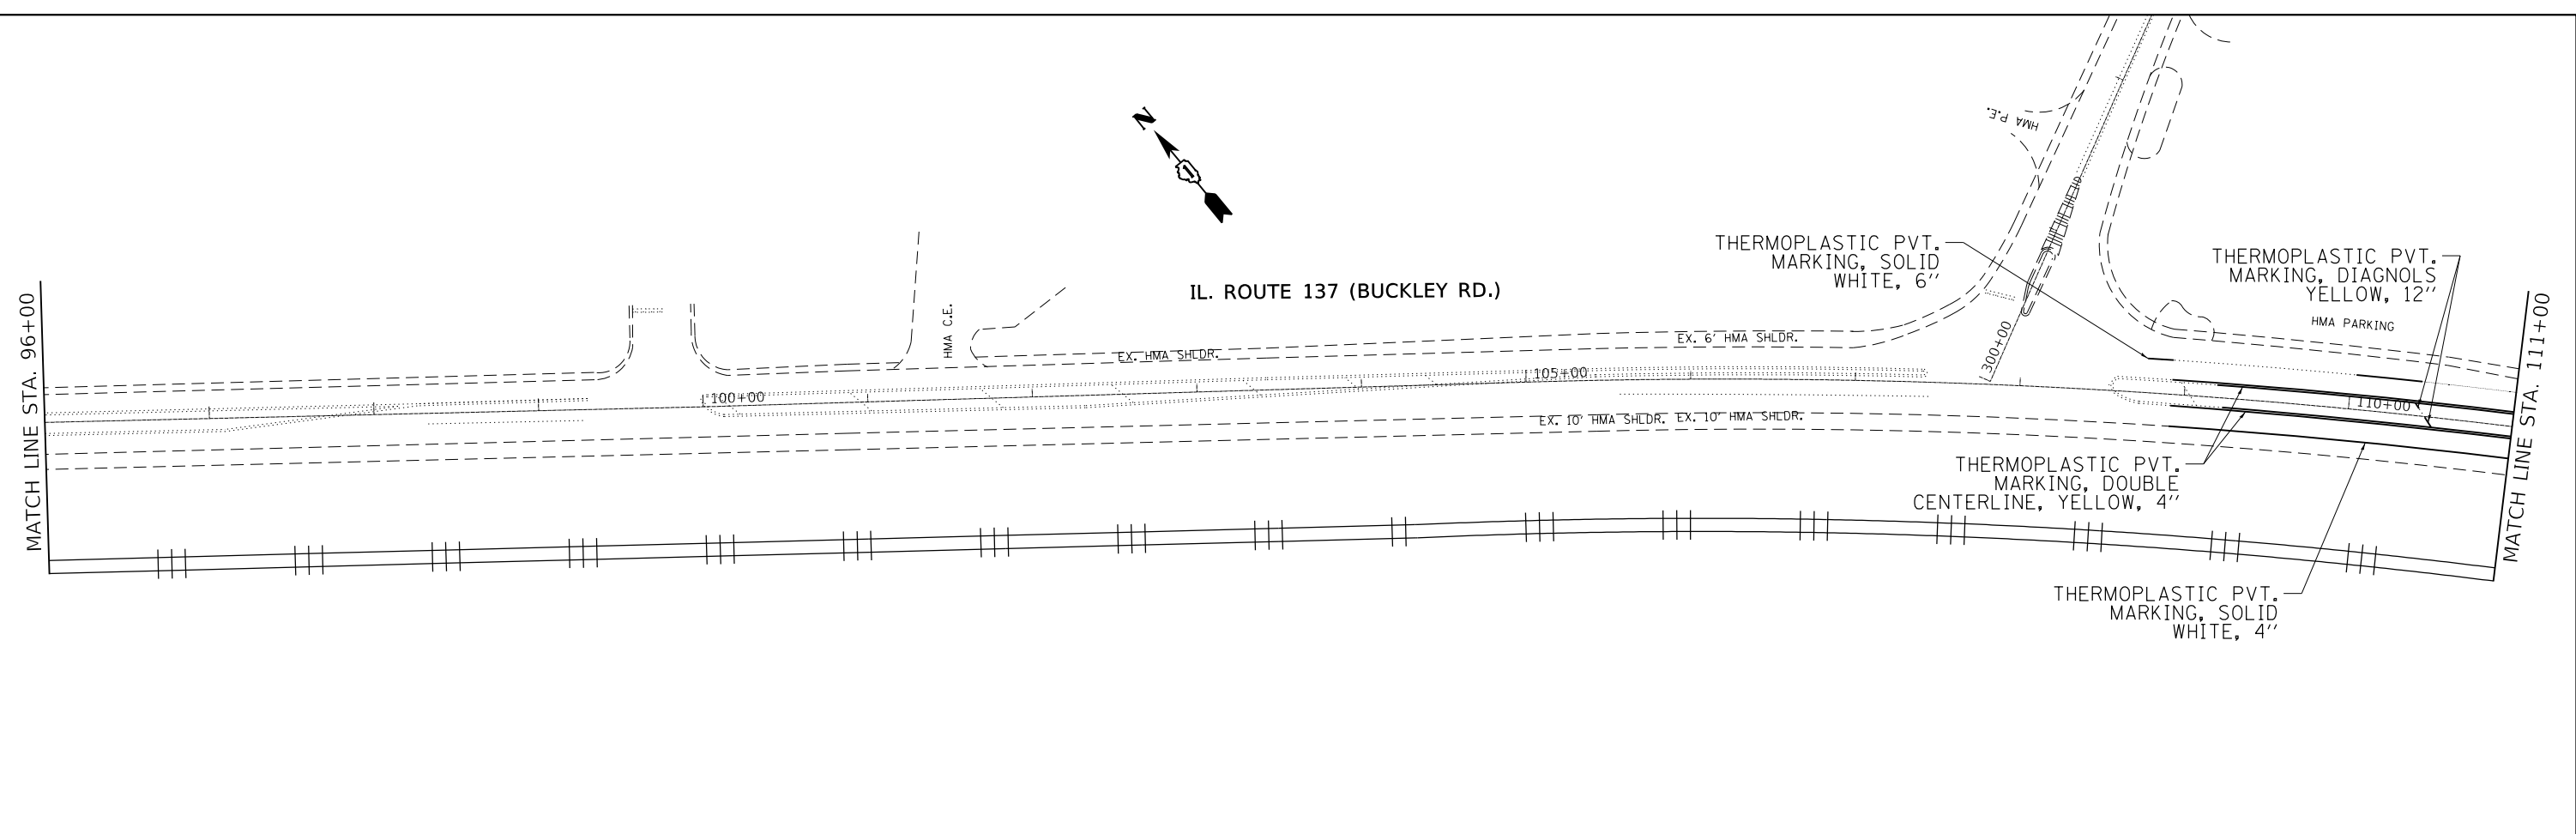 N
HMA P.E.
THERMOPLASTIC PVT.
MARKING, SOLID
WHITE, 6"
THERMOPLASTIC PVT.
MARKING, DIAGNOLS
YELLOW, 12"
IL. ROUTE 137 (BUCKLEY RD.)
HMA PARKING
HMA C.E.
EX. HMA SHLDR.
EX. 6' HMA SHLDR.
300+00
MATCH LINE STA. 96+00
100+00
105+00
110+00
MATCH LINE STA. 111+00
EX. 10' HMA SHLDR.
EX. 10' HMA SHLDR.
THERMOPLASTIC PVT.
MARKING, DOUBLE
CENTERLINE, YELLOW, 4"
THERMOPLASTIC PVT.
MARKING, SOLID
WHITE, 4"